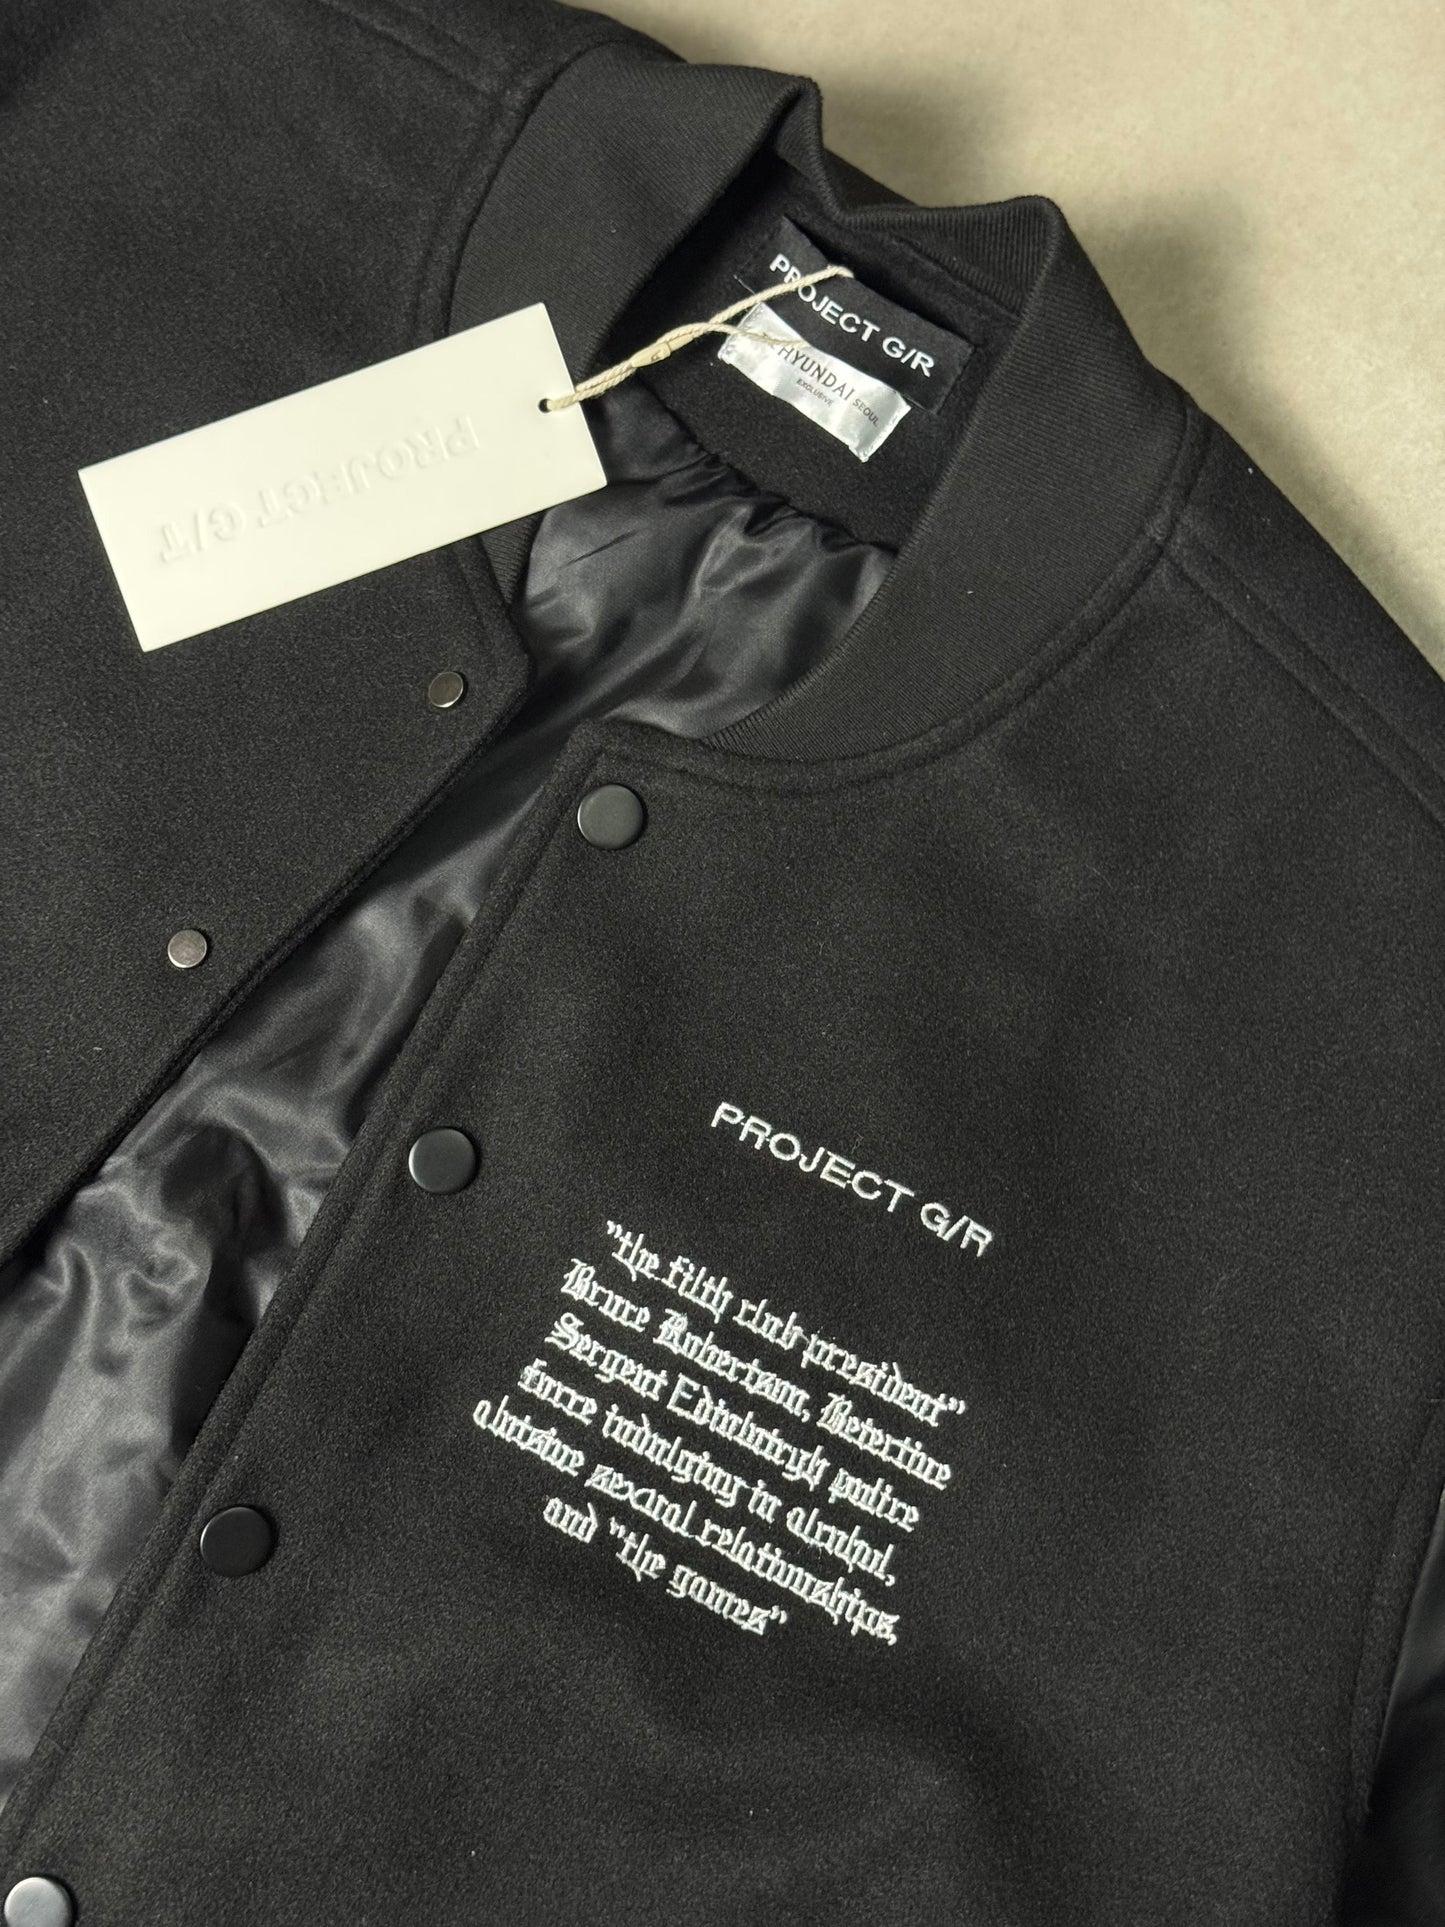 PROJECT G/R
HYUNDAI SEOUL
EXCLUSIVE
PROJECT G/T
PROJECT G/R
"the filth club president"
Bruce Robertson, Detective
Sergent Edinburgh police
force indulging in alcohol,
abusive sexual relationships,
and "the games"